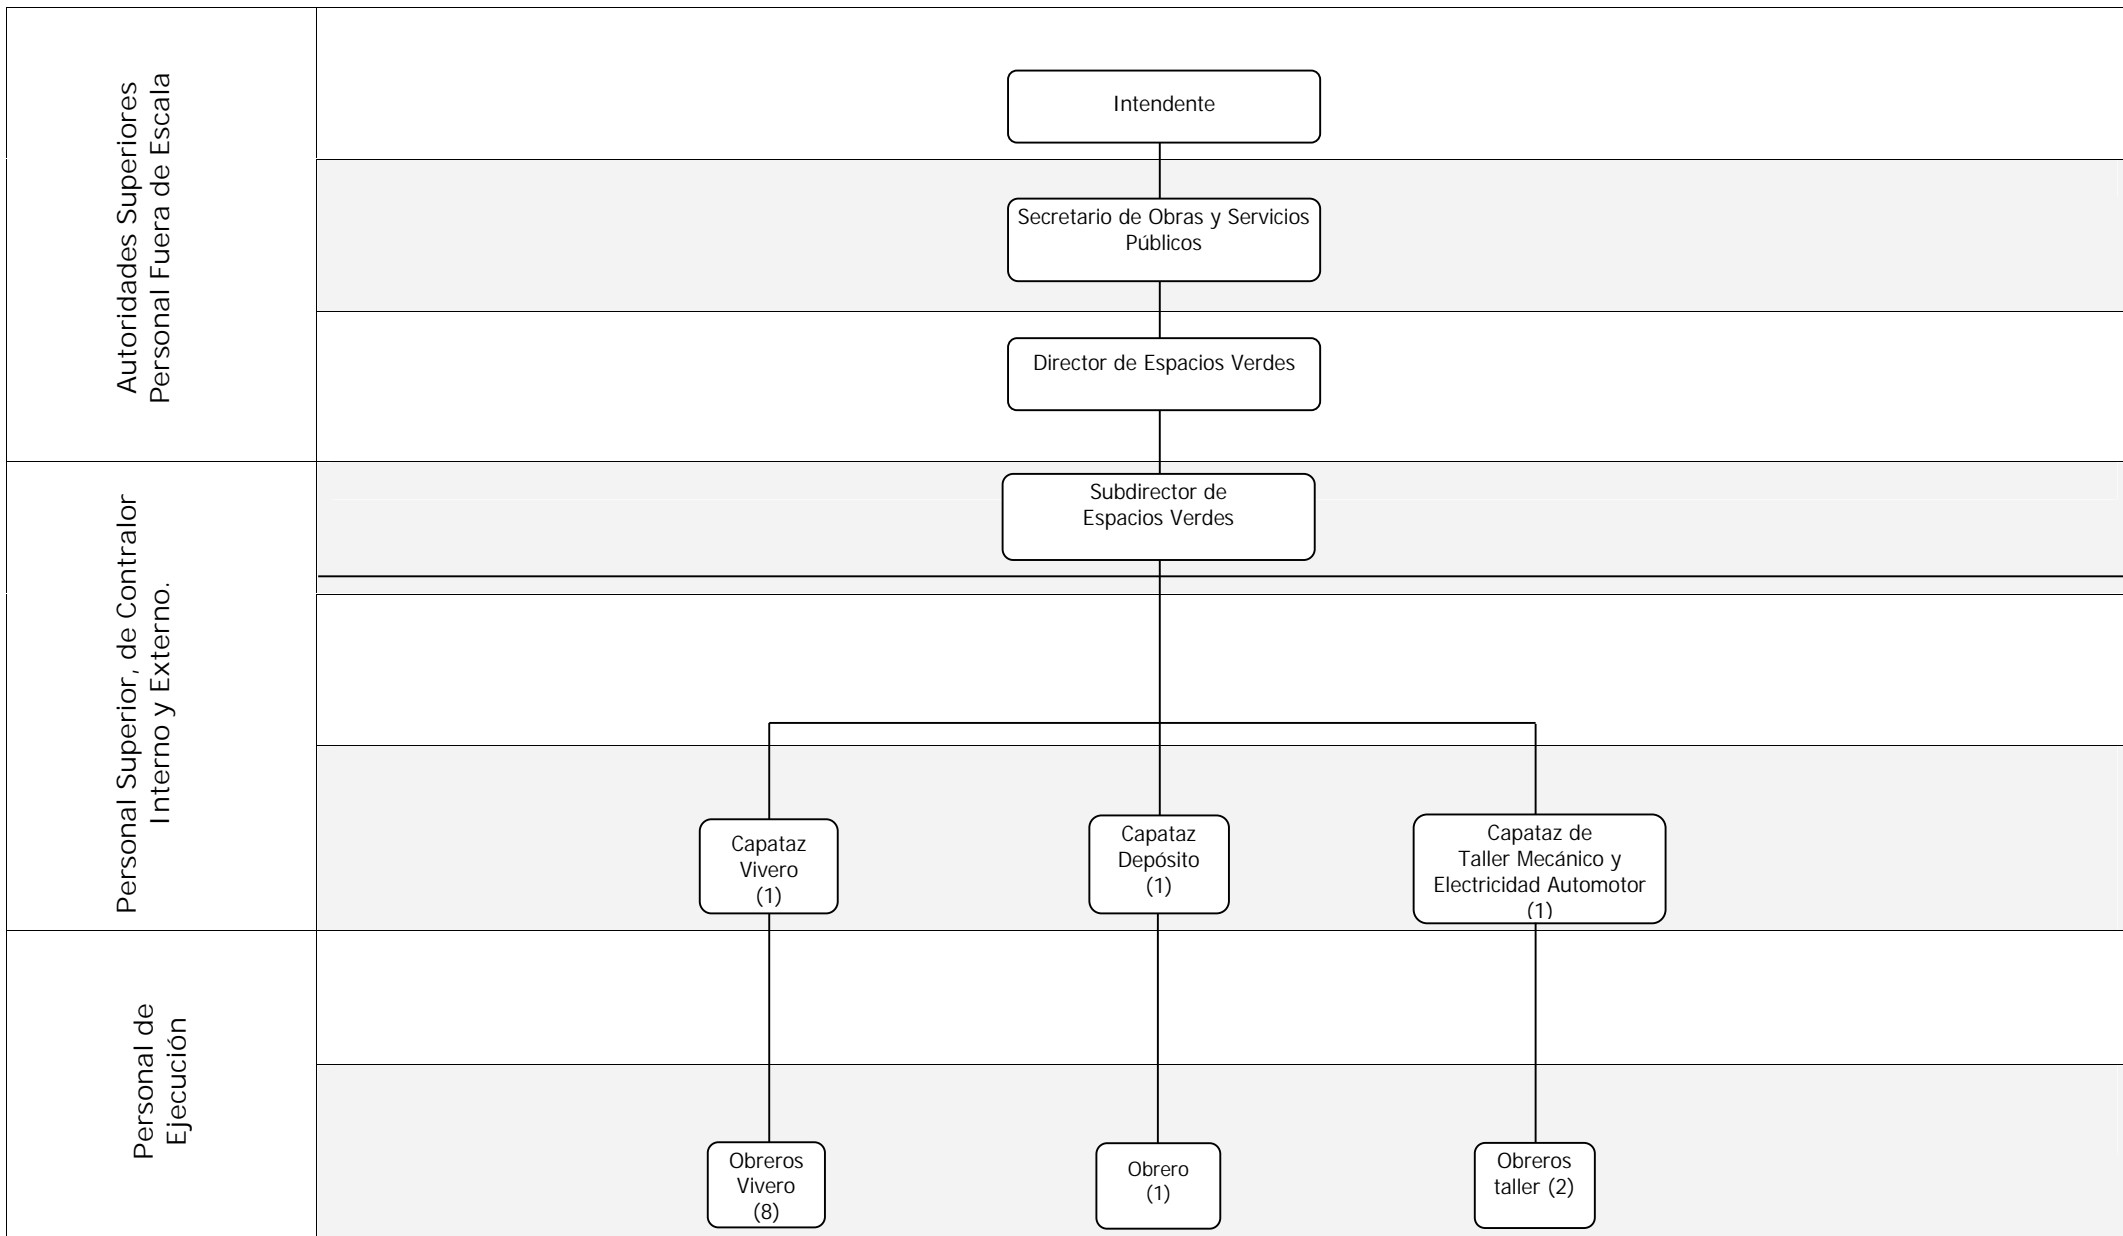 Autoridades Superiores
Personal Fuera de Escala
Intendente
Secretario de Obras y Servicios
Públicos
Director de Espacios Verdes
Personal Superior, de Contralor
Interno y Externo.
Subdirector de
Espacios Verdes
Capataz
Vivero
(1)
Capataz
Depósito
(1)
Capataz de
Taller Mecánico y
Electricidad Automotor
(1)
Personal de
Ejecución
Obreros
Vivero
(8)
Obrero
(1)
Obreros
taller (2)